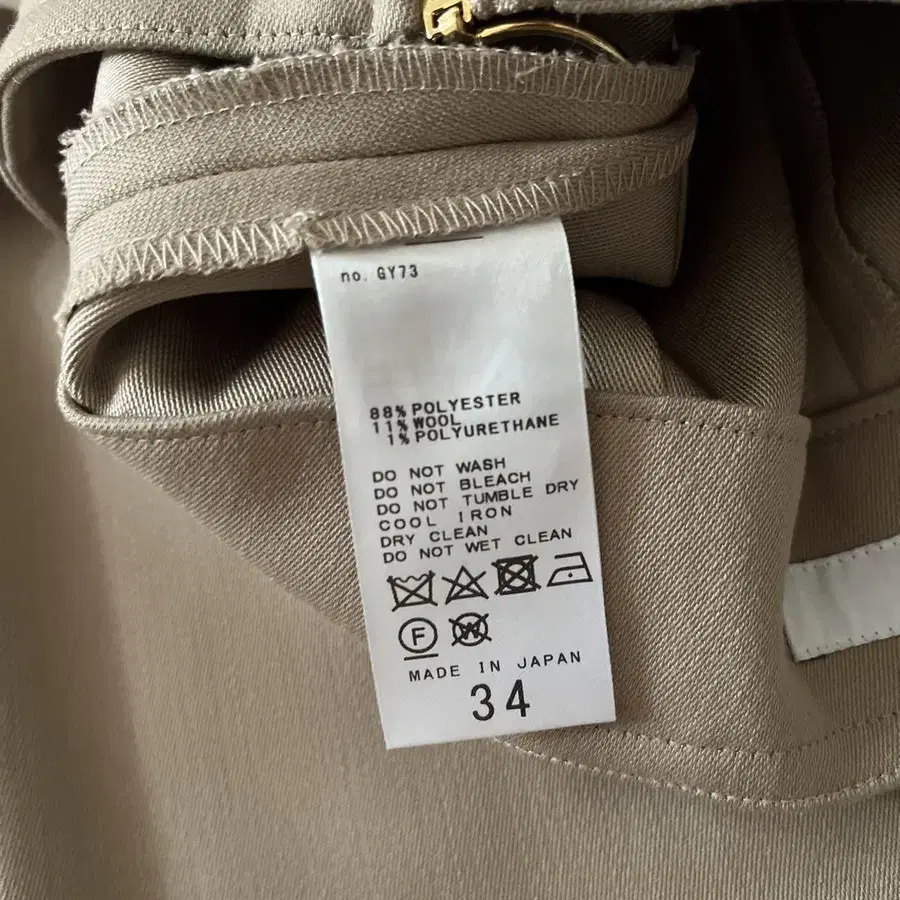 no. GY73
88% POLYESTER
11% WOOL
1% POLYURETHANE
DO NOT WASH
DO NOT BLEACH
DO NOT TUMBLE DRY
COOL IRON
DRY CLEAN
DO NOT WET CLEAN
F W
MADE IN JAPAN
34